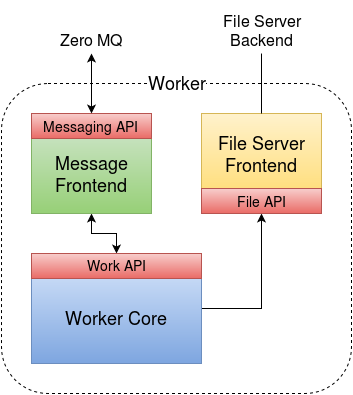 Zero MQ
File Server
Backend
Worker
Messaging API
Message
Frontend
File Server
Frontend
File API
Work API
Worker Core